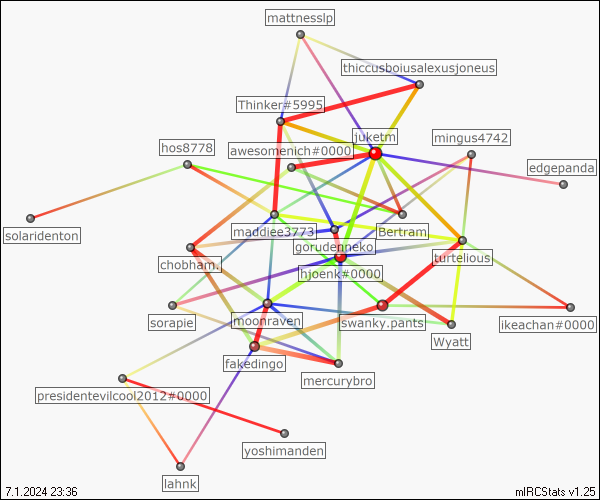 mattnesslp
thiccusboiusalexusjoneus
Thinker#5995
juketm
mingus4742
hos8778
awesomenich#0000
edgepanda
maddiee3773
Bertram
solaridenton
gorudenneko
turtelious
chobham.
hjoenk#0000
sorapie
moonraven
swanky.pants
ikeachan#0000
Wyatt
fakedingo
mercurybro
presidentevilcool2012#0000
yoshimanden
lahnk
7.1.2024 23:36
mIRCStats v1.25